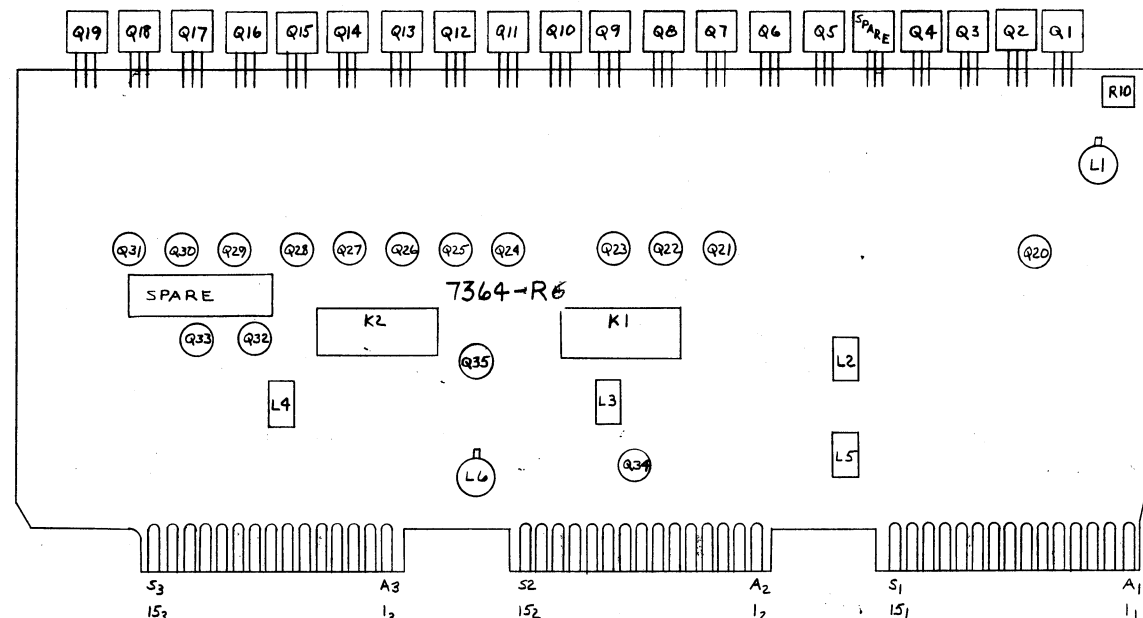 Q19 Q18 Q17 Q16 Q15 Q14 Q13 Q12 Q11 Q10 Q9 Q8 Q7 Q6 Q5 SPARE Q4 Q3 Q2 Q1
R10
L1
Q31 Q30 Q29 Q28 Q27 Q26 Q25 Q24 Q23 Q22 Q21 Q20
SPARE
7364-R6
K2 K1
Q33 Q32
Q35
L2
L4
L3
L5
Q34
L6
S3 A3 S2 A2 S1 A1
153 13 152 12 151 11